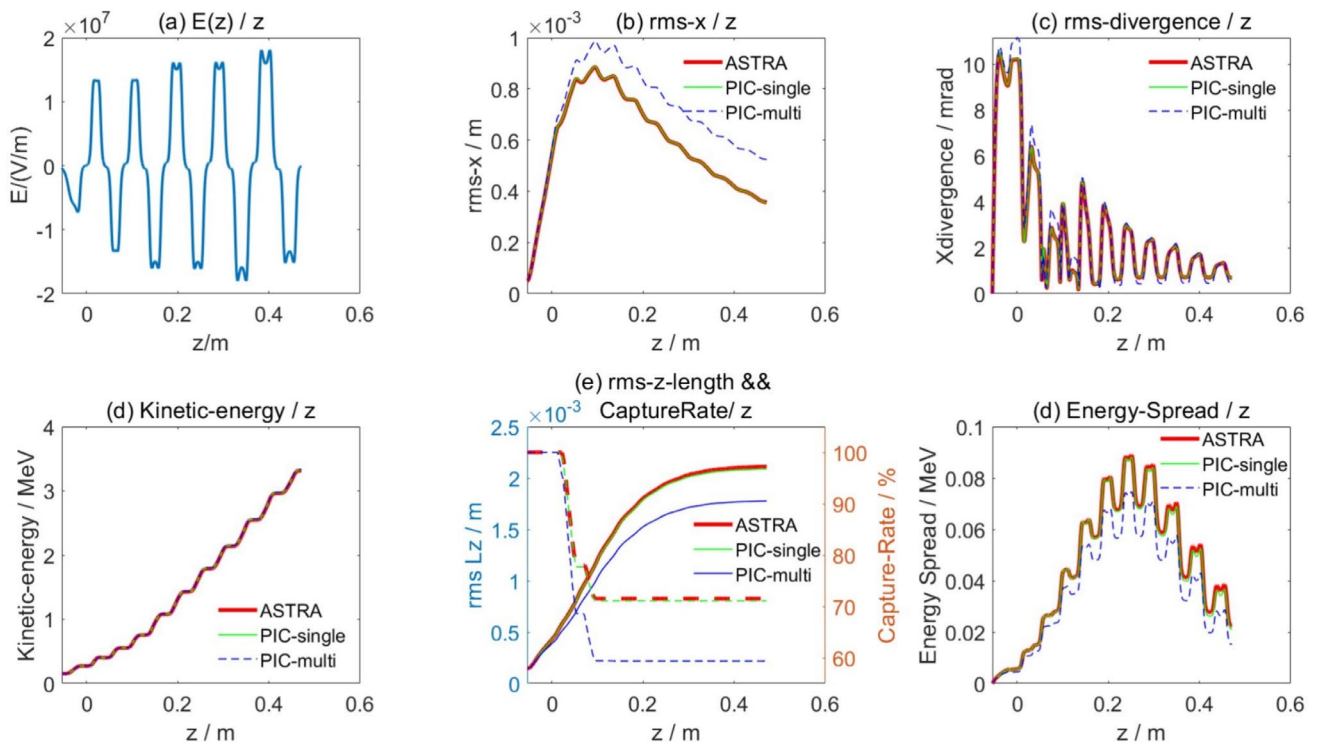 (a) E(z) / z
×10^7
2
1
0
-1
-2
E/(V/m)
0
0.2
0.4
0.6
z/m
(b) rms-x / z
×10^-3
1
0.8
0.6
0.4
0.2
0
rms-x / m
ASTRA
PIC-single
PIC-multi
0
0.2
0.4
0.6
z / m
(c) rms-divergence / z
10
8
6
4
2
0
Xdivergence / mrad
ASTRA
PIC-single
PIC-multi
0
0.2
0.4
0.6
z / m
(d) Kinetic-energy / z
4
3
2
1
0
Kinetic-energy / MeV
ASTRA
PIC-single
PIC-multi
0
0.2
0.4
0.6
z / m
(e) rms-z-length &&
CaptureRate/ z
×10^-3
2.5
2
1.5
1
0.5
0
rms Lz / m
ASTRA
PIC-single
PIC-multi
100
90
80
70
60
Capture-Rate / %
0
0.2
0.4
0.6
z / m
(d) Energy-Spread / z
0.1
0.08
0.06
0.04
0.02
0
Energy Spread / MeV
ASTRA
PIC-single
PIC-multi
0
0.2
0.4
0.6
z / m